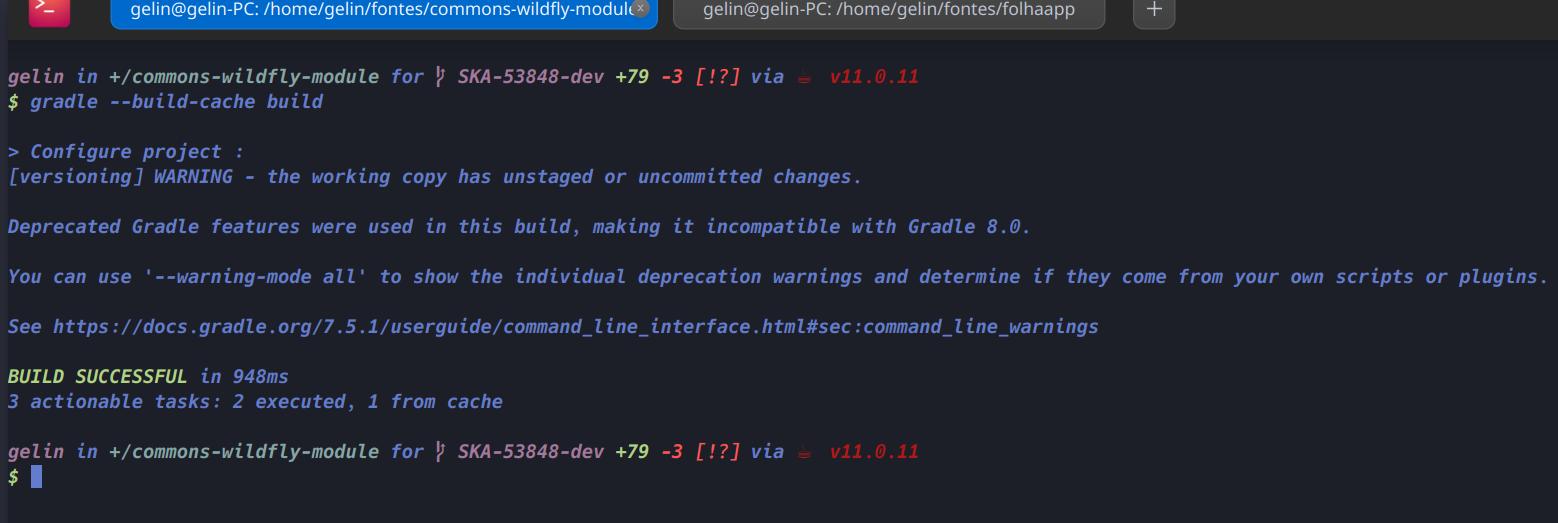 gelin@gelin-PC: /home/gelin/fontes/commons-wildfly-module
gelin@gelin-PC: /home/gelin/fontes/folhaapp
gelin in +/commons-wildfly-module for SKA-53848-dev +79 -3 [!?] via ☕ v11.0.11
$ gradle --build-cache build
> Configure project :
[versioning] WARNING - the working copy has unstaged or uncommitted changes.
Deprecated Gradle features were used in this build, making it incompatible with Gradle 8.0.
You can use '--warning-mode all' to show the individual deprecation warnings and determine if they come from your own scripts or plugins.
See https://docs.gradle.org/7.5.1/userguide/command_line_interface.html#sec:command_line_warnings
BUILD SUCCESSFUL in 948ms
3 actionable tasks: 2 executed, 1 from cache
gelin in +/commons-wildfly-module for SKA-53848-dev +79 -3 [!?] via ☕ v11.0.11
$